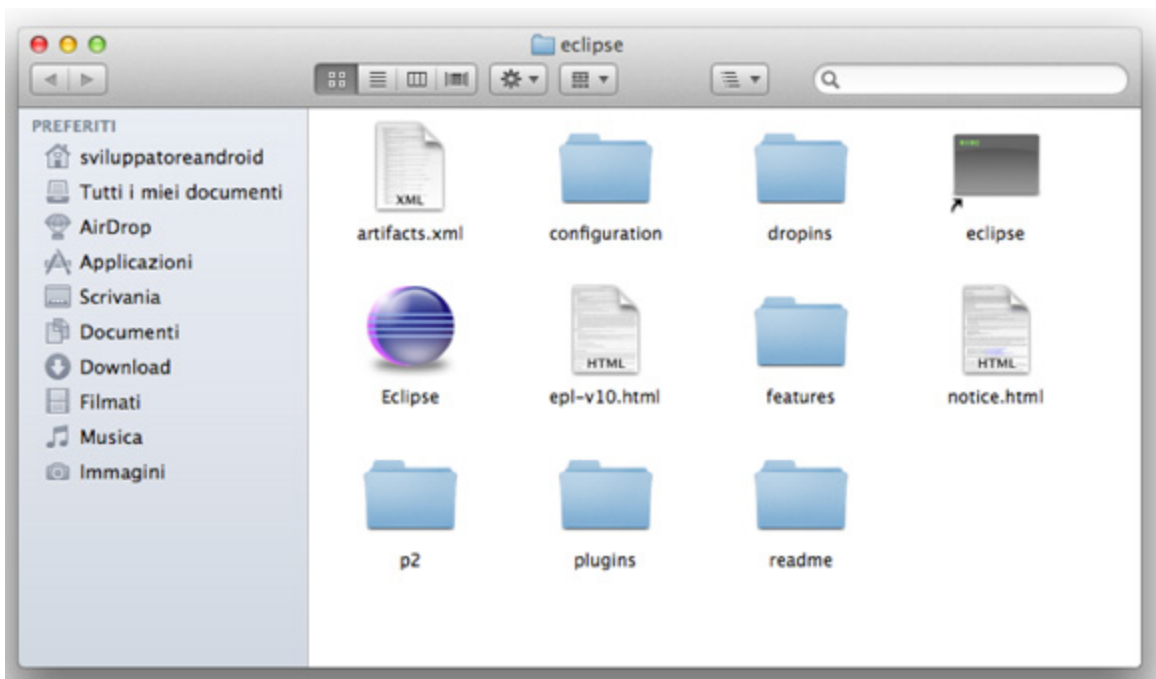 eclipse
PREFERITI
sviluppatoreandroid
Tutti i miei documenti
AirDrop
Applicazioni
Scrivania
Documenti
Download
Filmati
Musica
Immagini
XML
artifacts.xml configuration dropins eclipse
HTML HTML
Eclipse epl-v10.html features notice.html
p2 plugins readme